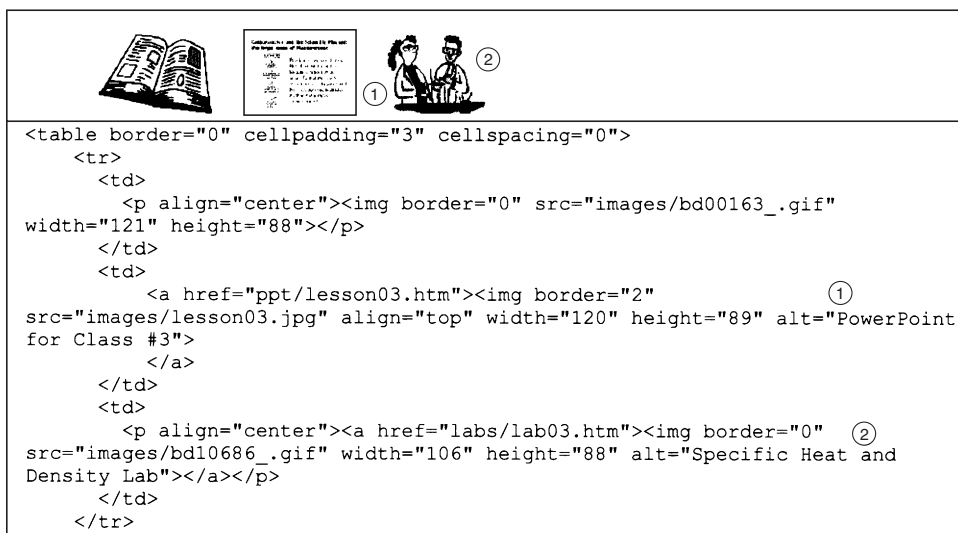 ①
②
<table border="0" cellpadding="3" cellspacing="0">
<tr>
<td>
<p align="center"><img border="0" src="images/bd00163_.gif"
width="121" height="88"></p>
</td>
<td>
<a href="ppt/lesson03.htm"><img border="2" ①
src="images/lesson03.jpg" align="top" width="120" height="89" alt="PowerPoint
for Class #3">
</a>
</td>
<td>
<p align="center"><a href="labs/lab03.htm"><img border="0" ②
src="images/bd10686_.gif" width="106" height="88" alt="Specific Heat and
Density Lab"></a></p>
</td>
</tr>